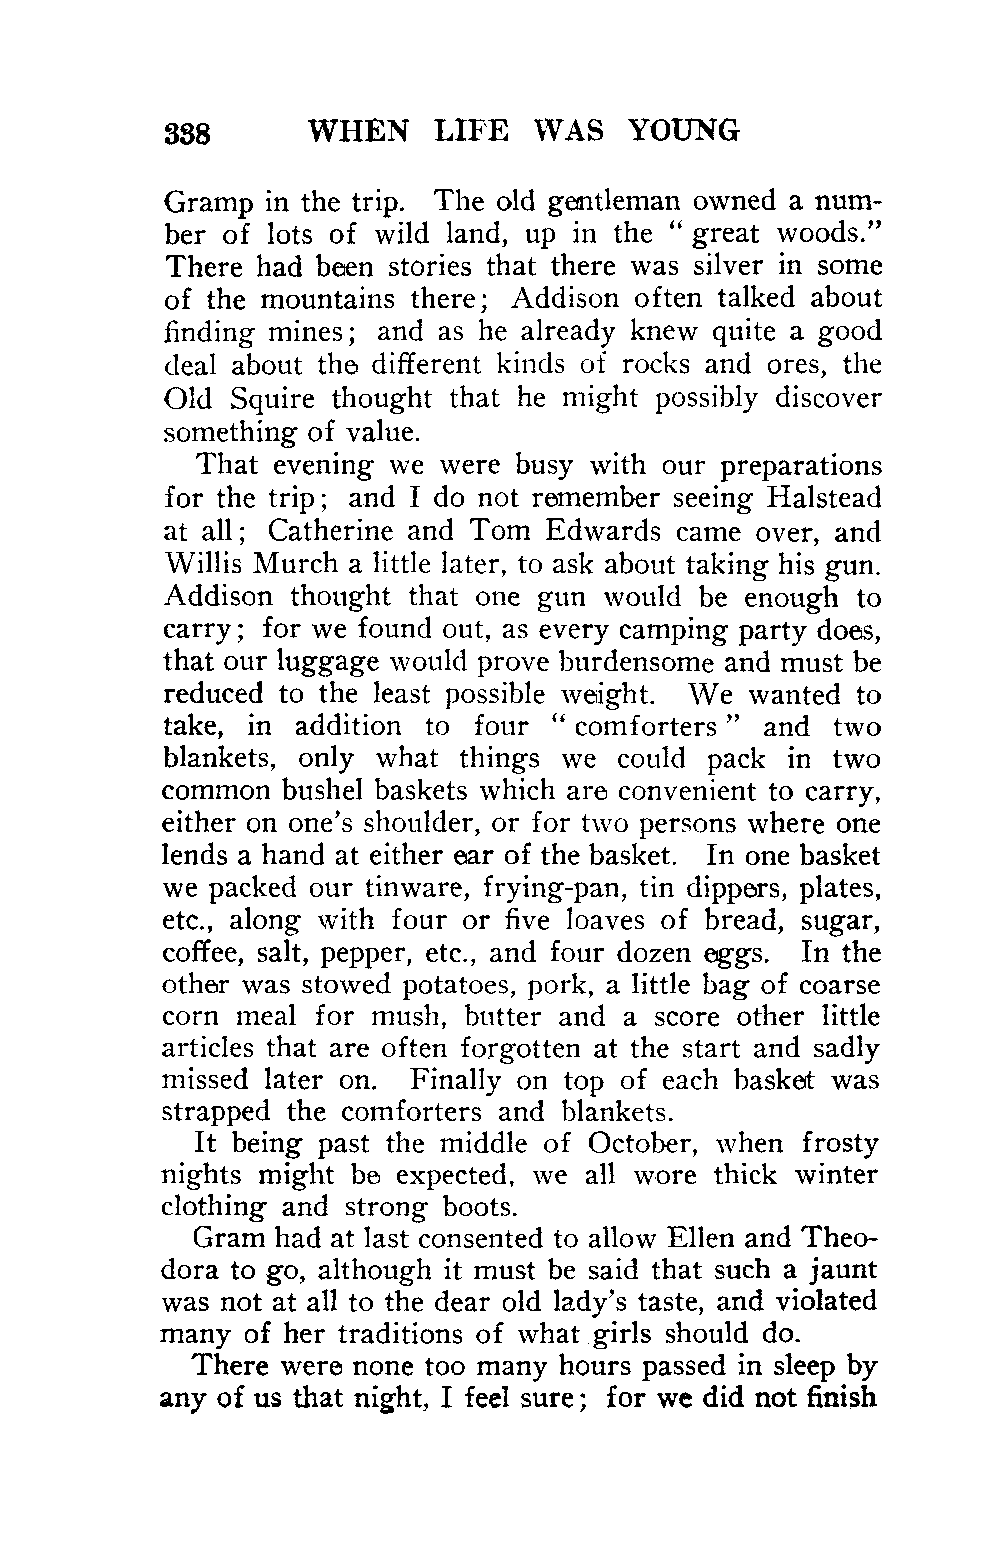 338 WHEN LIFE WAS YOUNG
Gramp in the trip. The old gentleman owned a num-
ber of lots of wild land, up in the “ great woods.”
There had been stories that there was silver in some
of the mountains there; Addison often talked about
finding mines; and as he already knew quite a good
deal about the different kinds of rocks and ores, the
Old Squire thought that he might possibly discover
something of value.
That evening we were busy with our preparations
for the trip; and I do not remember seeing Halstead
at all; Catherine and Tom Edwards came over, and
Willis Murch a little later, to ask about taking his gun.
Addison thought that one gun would be enough to
carry; for we found out, as every camping party does,
that our luggage would prove burdensome and must be
reduced to the least possible weight. We wanted to
take, in addition to four “ comforters ” and two
blankets, only what things we could pack in two
common bushel baskets which are convenient to carry,
either on one's shoulder, or for two persons where one
lends a hand at either ear of the basket. In one basket
we packed our tinware, frying-pan, tin dippers, plates,
etc., along with four or five loaves of bread, sugar,
coffee, salt, pepper, etc., and four dozen eggs. In the
other was stowed potatoes, pork, a little bag of coarse
corn meal for mush, butter and a score other little
articles that are often forgotten at the start and sadly
missed later on. Finally on top of each basket was
strapped the comforters and blankets.
It being past the middle of October, when frosty
nights might be expected, we all wore thick winter
clothing and strong boots.
Gram had at last consented to allow Ellen and Theo-
dora to go, although it must be said that such a jaunt
was not at all to the dear old lady's taste, and violated
many of her traditions of what girls should do.
There were none too many hours passed in sleep by
any of us that night, I feel sure; for we did not finish